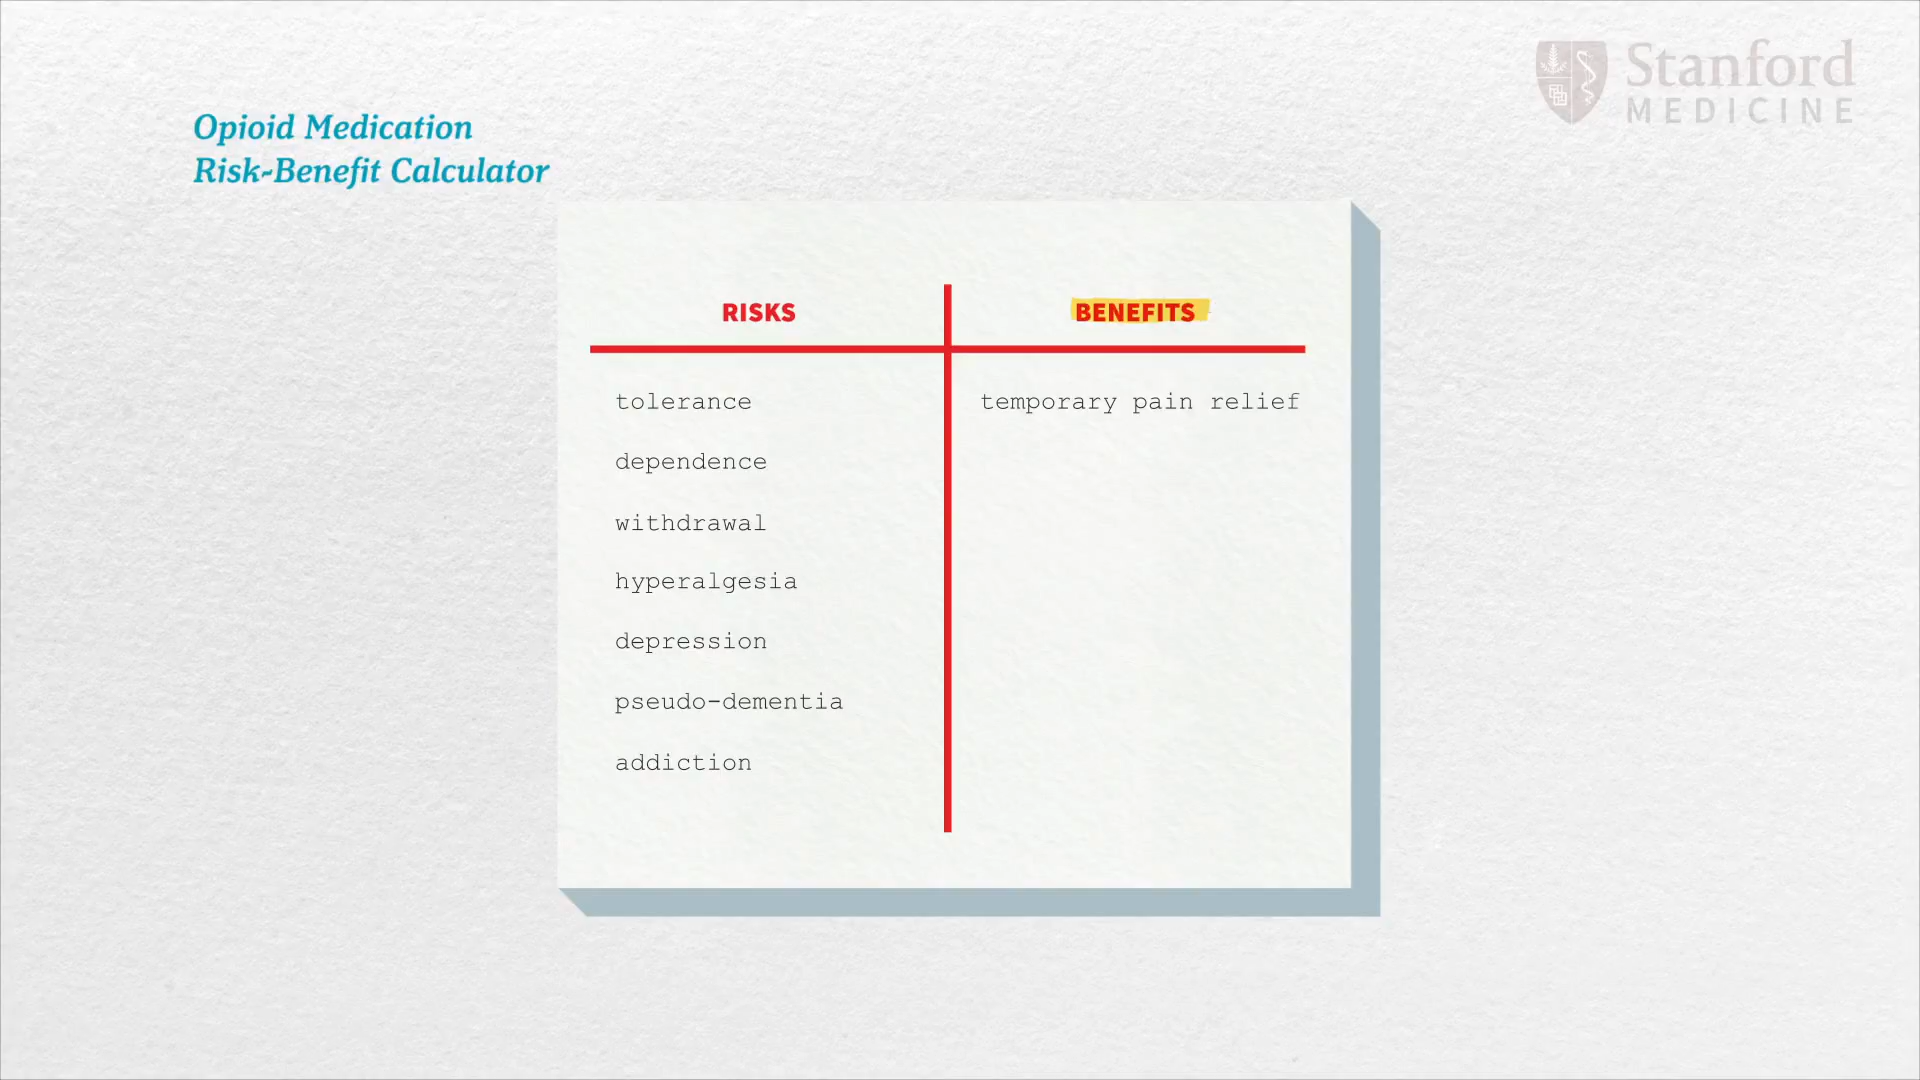 Stanford
MEDICINE
Opioid Medication
Risk-Benefit Calculator
RISKS
BENEFITS
tolerance
temporary pain relief
dependence
withdrawal
hyperalgesia
depression
pseudo-dementia
addiction